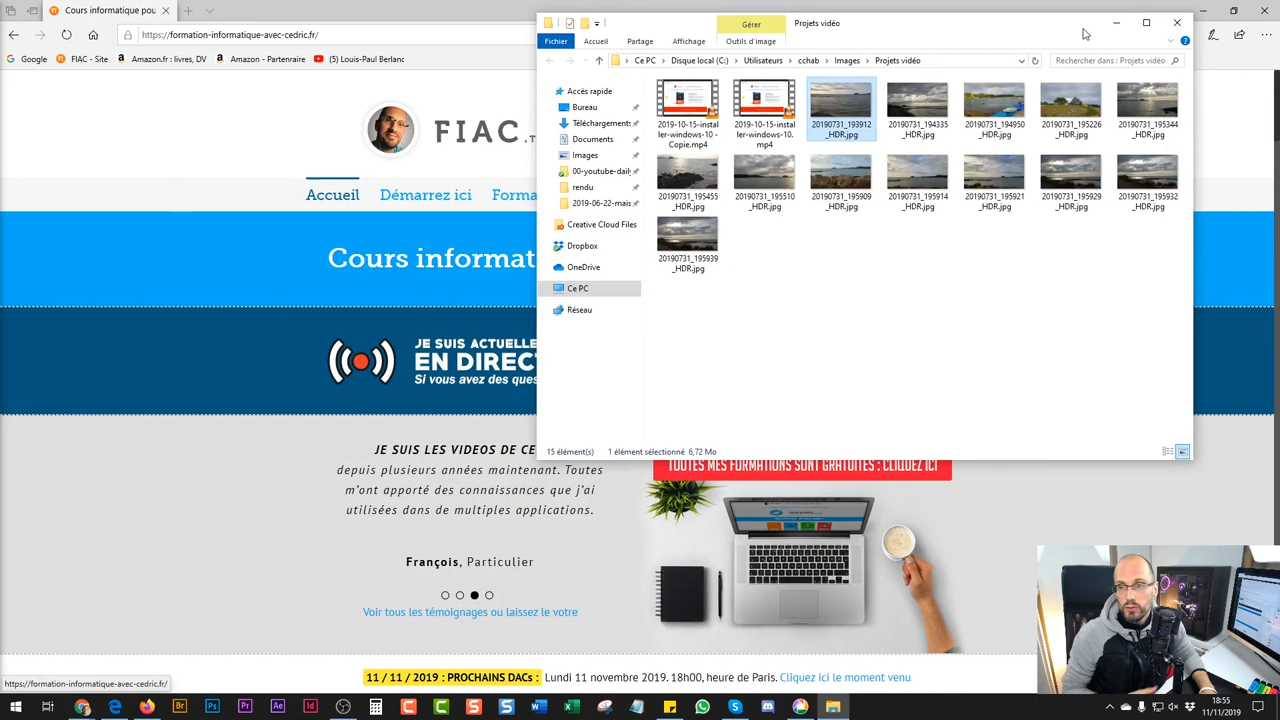 Cours informatique pou
https://formation-informatique-avec-cedric.fr/
Google
FIAC - Site
Amazon.fr : livres, DV
Amazon - Partenaire
(5) Louis-Paul Berlanc
FIAC.
Accueil
Démarrez ici
Forma
Cours informat
JE SUIS ACTUELLE
EN DIRECT
Si vous avez des ques
JE SUIS LES VIDEOS DE CE
depuis plusieurs années maintenant. Toutes
m'ont apporté des connaissances que j'ai
utilisées dans de multiples applications.
François, Particulier
Voir tous les témoignages ou laissez le votre
TOUTES MES FORMATIONS SONT GRATUITES : CLIQUEZ ICI
11 / 11 / 2019 : PROCHAINS DACs : Lundi 11 novembre 2019. 18h00, heure de Paris. Cliquez ici le moment venu
https://formation-informatique-avec-cedric.fr/
Gérer
Projets vidéo
Fichier
Accueil
Partage
Affichage
Outils d'image
Ce PC > Disque local (C:) > Utilisateurs > cchab > Images > Projets vidéo
Rechercher dans : Projets vidéo
Accès rapide
Bureau
Téléchargements
Documents
Images
00-youtube-daily
rendu
2019-06-22-mais
Creative Cloud Files
Dropbox
OneDrive
Ce PC
Réseau
2019-10-15-instal
ler-windows-10 -
Copie.mp4
2019-10-15-instal
ler-windows-10.
mp4
20190731_193912
_HDR.jpg
20190731_194335
_HDR.jpg
20190731_194950
_HDR.jpg
20190731_195226
_HDR.jpg
20190731_195344
_HDR.jpg
20190731_195455
_HDR.jpg
20190731_195510
_HDR.jpg
20190731_195909
_HDR.jpg
20190731_195914
_HDR.jpg
20190731_195921
_HDR.jpg
20190731_195929
_HDR.jpg
20190731_195932
_HDR.jpg
20190731_195939
_HDR.jpg
15 élément(s)
1 élément sélectionné 6,72 Mo
Br
Ps
Pr
Ae
Id
18:55
11/11/2019